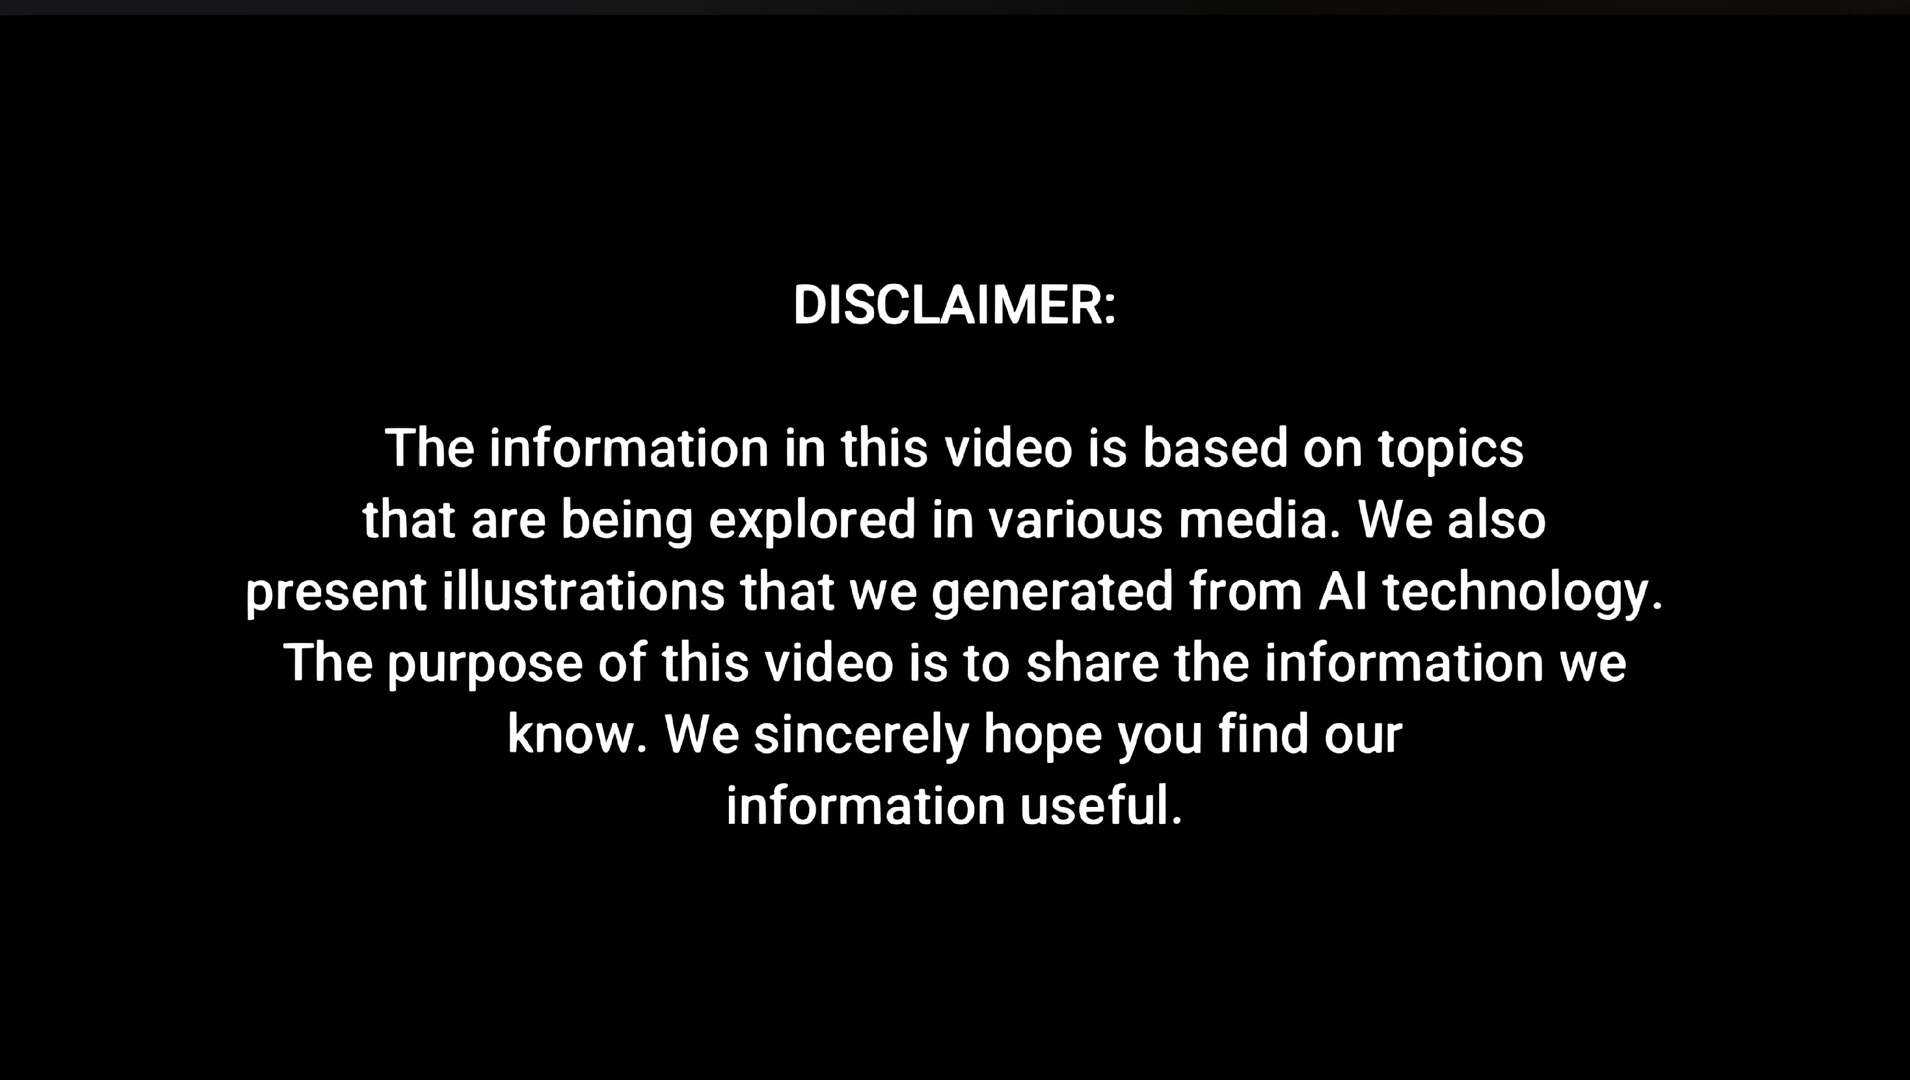 DISCLAIMER:
The information in this video is based on topics
that are being explored in various media. We also
present illustrations that we generated from AI technology.
The purpose of this video is to share the information we
know. We sincerely hope you find our
information useful.